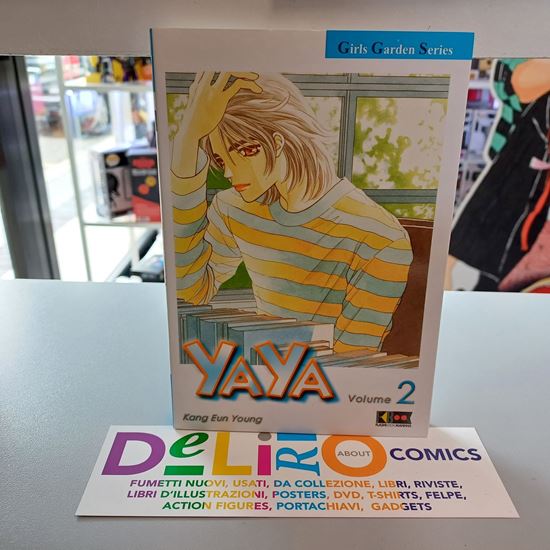 Girls Garden Series
YAYA
Volume 2
Kang Eun Young
DeLiRiO
ABOUT
COMICS
FUMETTI NUOVI, USATI, DA COLLEZIONE, LIBRI, RIVISTE,
LIBRI D'ILLUSTRAZIONI, POSTERS, DVD, T-SHIRTS, FELPE,
ACTION FIGURES, PORTACHIAVI, GADGETS